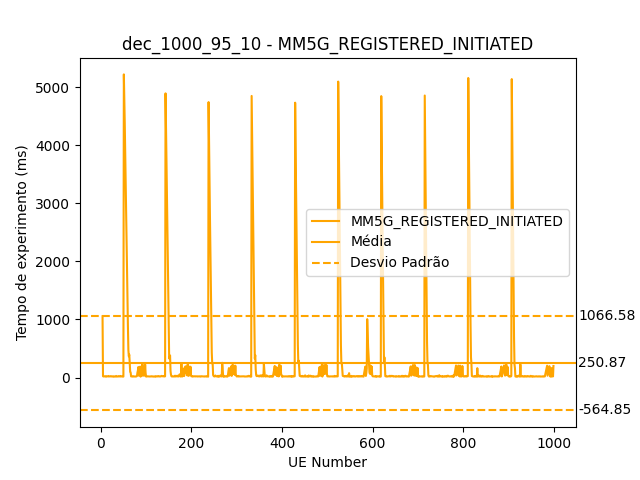 dec_1000_95_10 - MM5G_REGISTERED_INITIATED
Tempo de experimento (ms)
5000
4000
3000
2000
1000
0
MM5G_REGISTERED_INITIATED
Média
Desvio Padrão
1066.58
250.87
-564.85
0
200
400
600
800
1000
UE Number